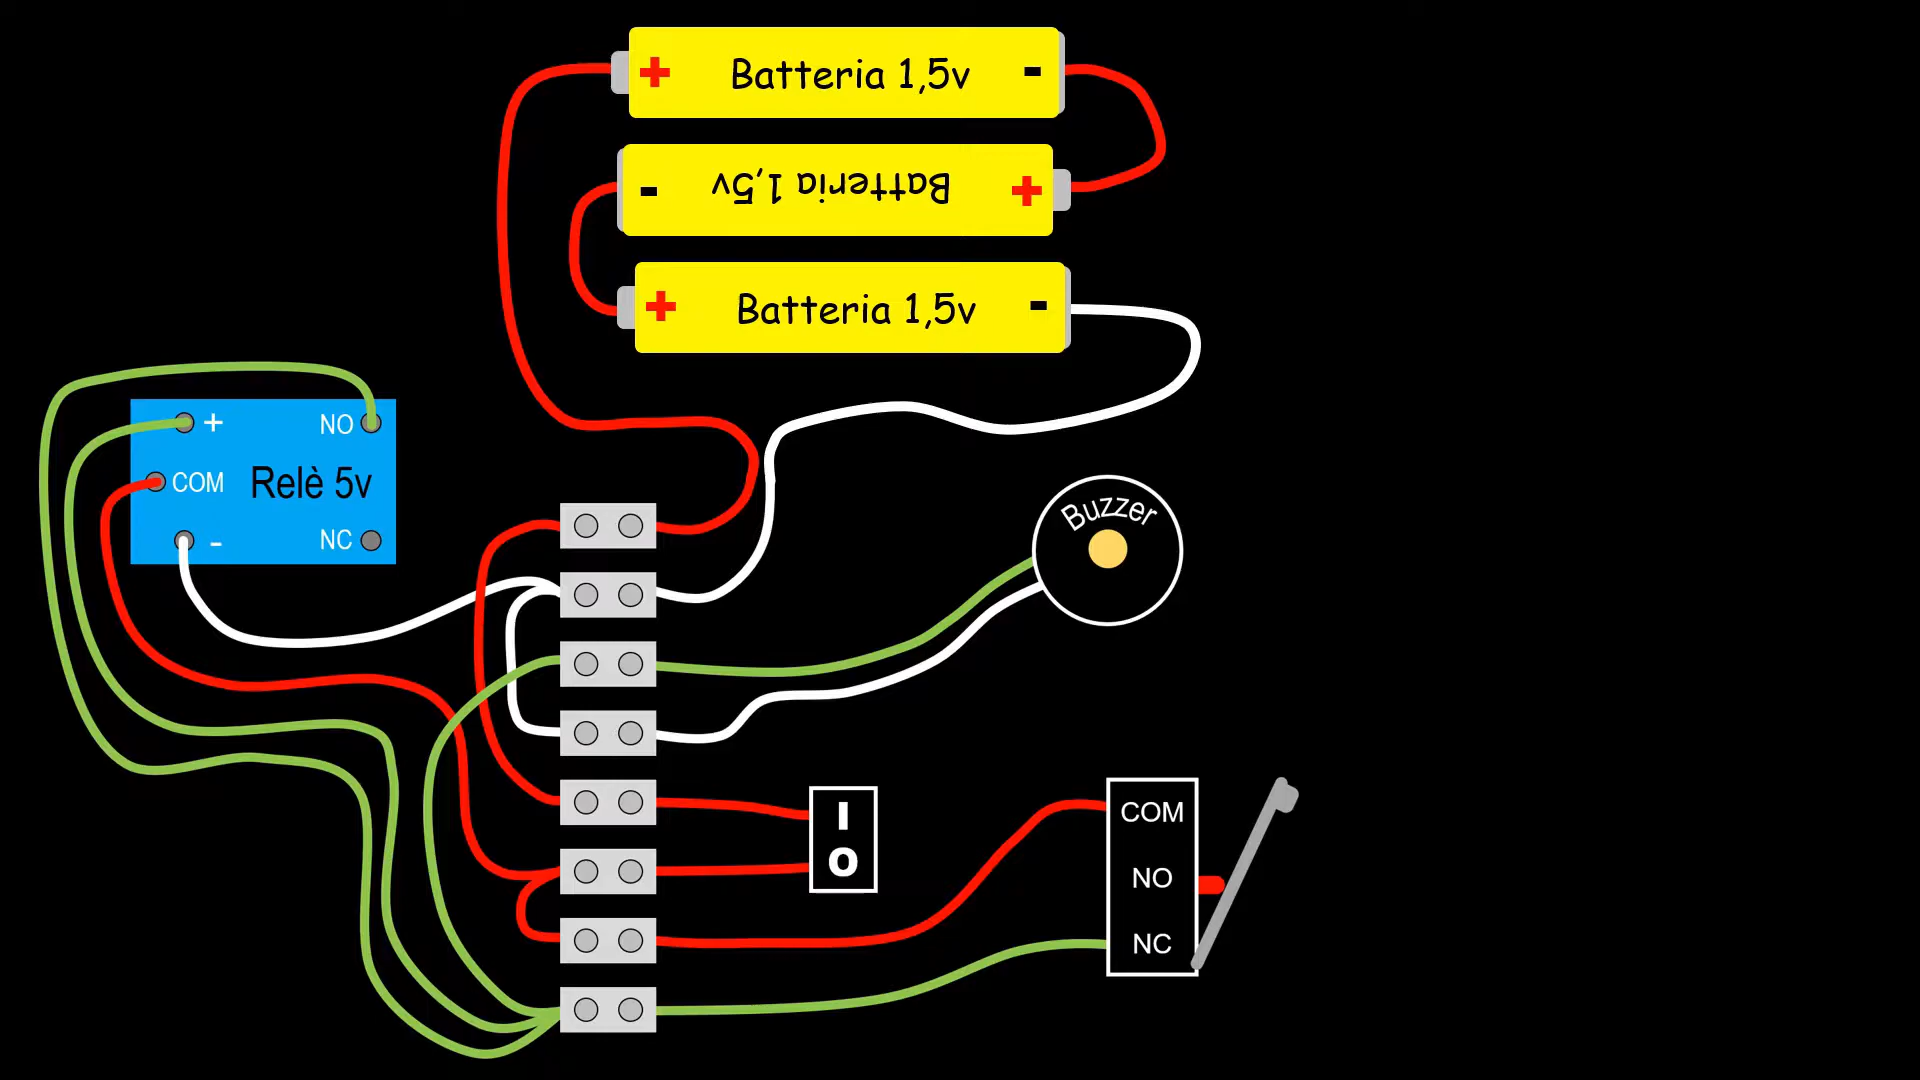 + Batteria 1,5v -
- Batteria 1,5v +
+ Batteria 1,5v -
+ NO
COM Relè 5v
- NC
Buzzer
I
O
COM
NO
NC